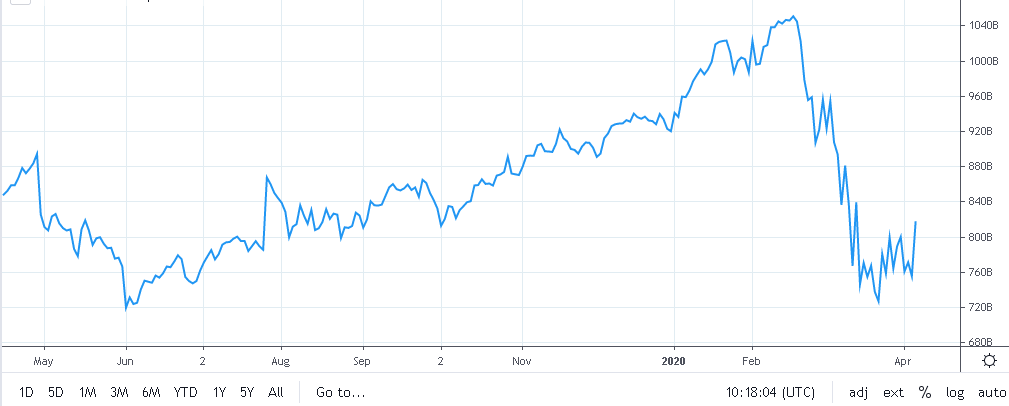 1040B
1000B
960B
920B
880B
840B
800B
760B
720B
680B
May Jun 2 Aug Sep 2 Nov 2020 Feb Apr
1D 5D 1M 3M 6M YTD 1Y 5Y All Go to... 10:18:04 (UTC) adj ext % log auto